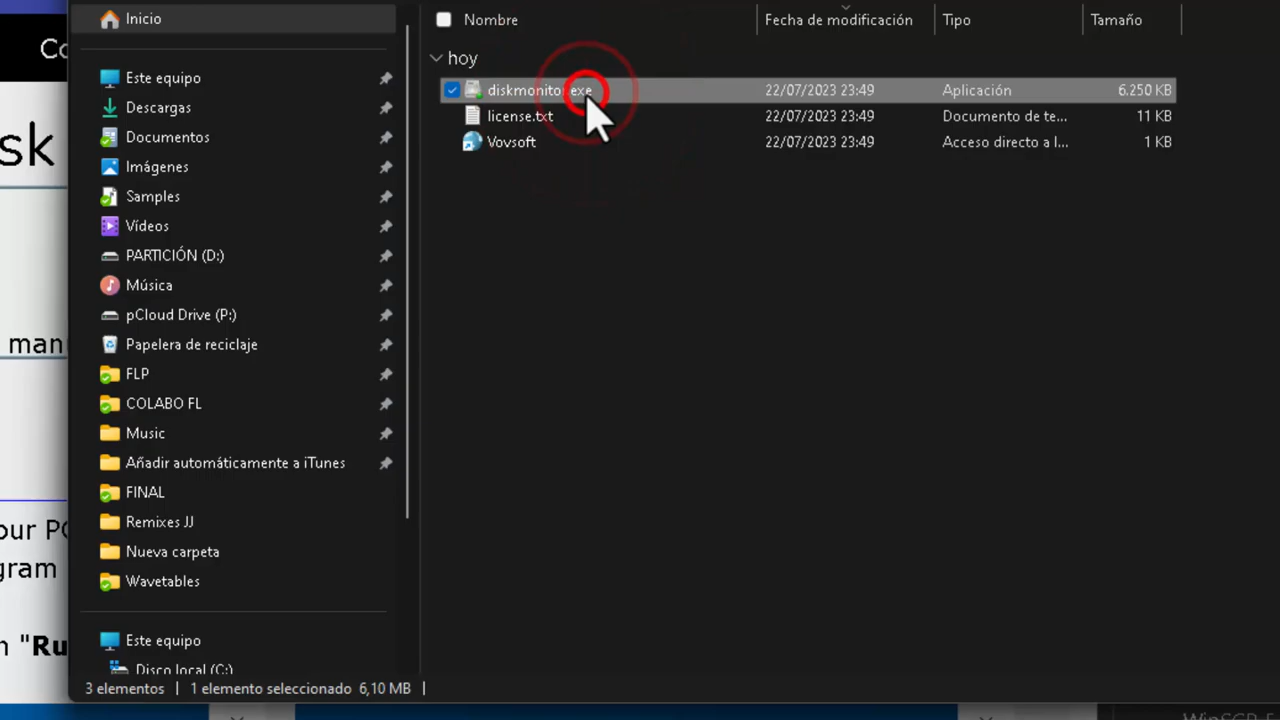 Co
Inicio
Nombre
Fecha de modificación
Tipo
Tamaño
hoy
Este equipo
diskmonitor.exe
22/07/2023 23:49
Aplicación
6.250 KB
Descargas
license.txt
22/07/2023 23:49
Documento de te...
11 KB
Documentos
Vovsoft
22/07/2023 23:49
Acceso directo a I...
1 KB
sk
Imágenes
Samples
Vídeos
PARTICIÓN (D:)
Música
pCloud Drive (P:)
man
Papelera de reciclaje
FLP
COLABO FL
Music
Añadir automáticamente a iTunes
FINAL
Remixes JJ
our PC
Nueva carpeta
gram
Wavetables
n "Ru
Este equipo
Disco local (C:)
3 elementos
1 elemento seleccionado 6,10 MB